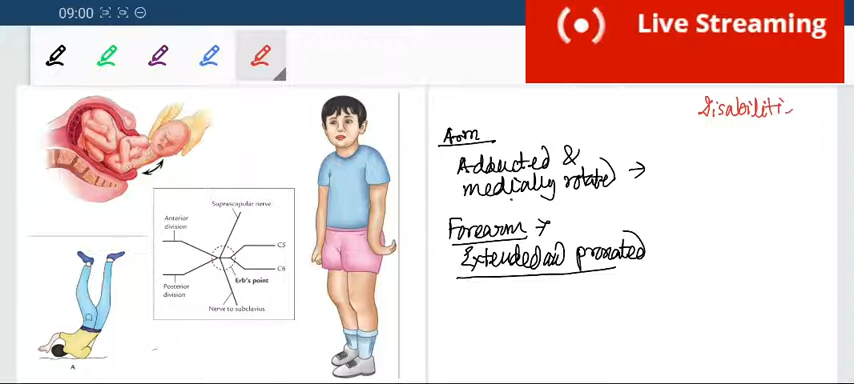 09:00
Live Streaming
Disabiliti
Arm
Adducted &
medically rotate) →
Forearm →
Extended and pronated
Suprascapular nerve
Anterior
division
C5
C6
Erb's point
Posterior
division
Nerve to subclavius
A